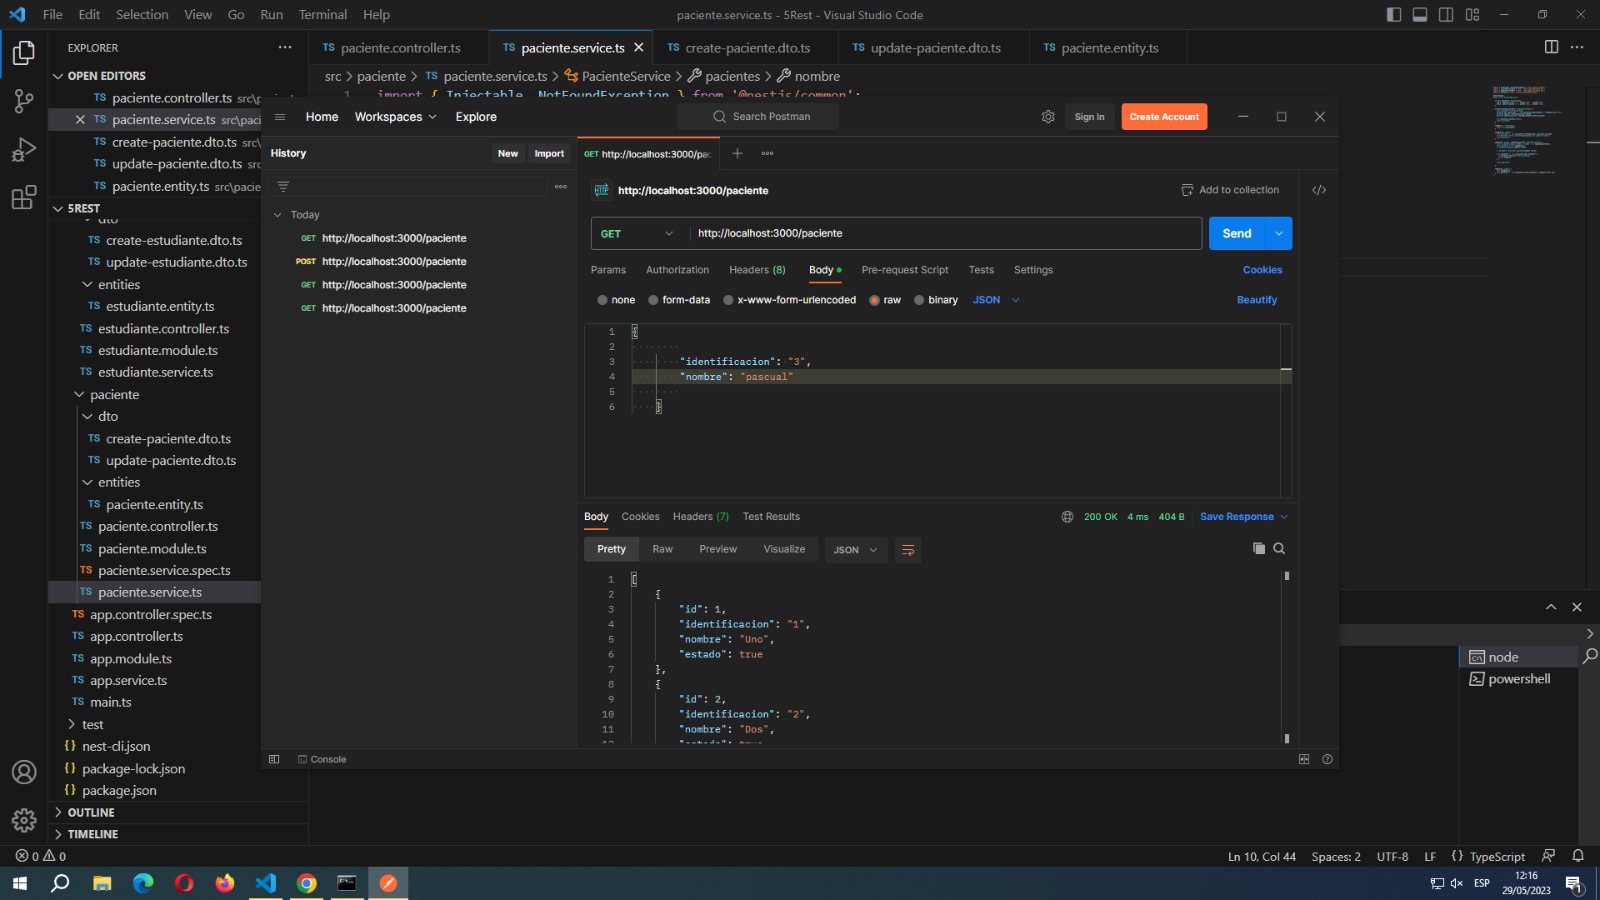 File Edit Selection View Go Run Terminal Help
paciente.service.ts - 5Rest - Visual Studio Code
EXPLORER
TS paciente.controller.ts
TS paciente.service.ts
TS create-paciente.dto.ts
TS update-paciente.dto.ts
TS paciente.entity.ts
src > paciente > TS paciente.service.ts > PacienteService > pacientes > nombre
1 import { Injectable, NotFoundException } from '@nestjs/common';
OPEN EDITORS
TS paciente.controller.ts src\p
TS paciente.service.ts src\paci
TS create-paciente.dto.ts src\
TS update-paciente.dto.ts src
TS paciente.entity.ts src\pacie
5REST
dto
TS create-estudiante.dto.ts
TS update-estudiante.dto.ts
entities
TS estudiante.entity.ts
TS estudiante.controller.ts
TS estudiante.module.ts
TS estudiante.service.ts
paciente
dto
TS create-paciente.dto.ts
TS update-paciente.dto.ts
entities
TS paciente.entity.ts
TS paciente.controller.ts
TS paciente.module.ts
TS paciente.service.spec.ts
TS paciente.service.ts
TS app.controller.spec.ts
TS app.controller.ts
TS app.module.ts
TS app.service.ts
TS main.ts
test
{} nest-cli.json
{} package-lock.json
{} package.json
OUTLINE
TIMELINE
Home Workspaces Explore
Search Postman
Sign In
Create Account
History
New
Import
GET http://localhost:3000/pac
Today
GET http://localhost:3000/paciente
POST http://localhost:3000/paciente
GET http://localhost:3000/paciente
GET http://localhost:3000/paciente
HTTP http://localhost:3000/paciente
Add to collection
</>
GET
http://localhost:3000/paciente
Send
Params Authorization Headers (8) Body Pre-request Script Tests Settings
Cookies
none form-data x-www-form-urlencoded raw binary JSON
Beautify
1 {
2
3 "identificacion": "3",
4 "nombre": "pascual"
5
6 }
Body Cookies Headers (7) Test Results
200 OK 4 ms 404 B Save Response
Pretty Raw Preview Visualize JSON
1 [
2 {
3 "id": 1,
4 "identificacion": "1",
5 "nombre": "Uno",
6 "estado": true
7 },
8 {
9 "id": 2,
10 "identificacion": "2",
11 "nombre": "Dos",
12 "estado": true
Console
node
powershell
0 0
Ln 10, Col 44 Spaces: 2 UTF-8 LF {} TypeScript
ESP
12:16
29/05/2023
1